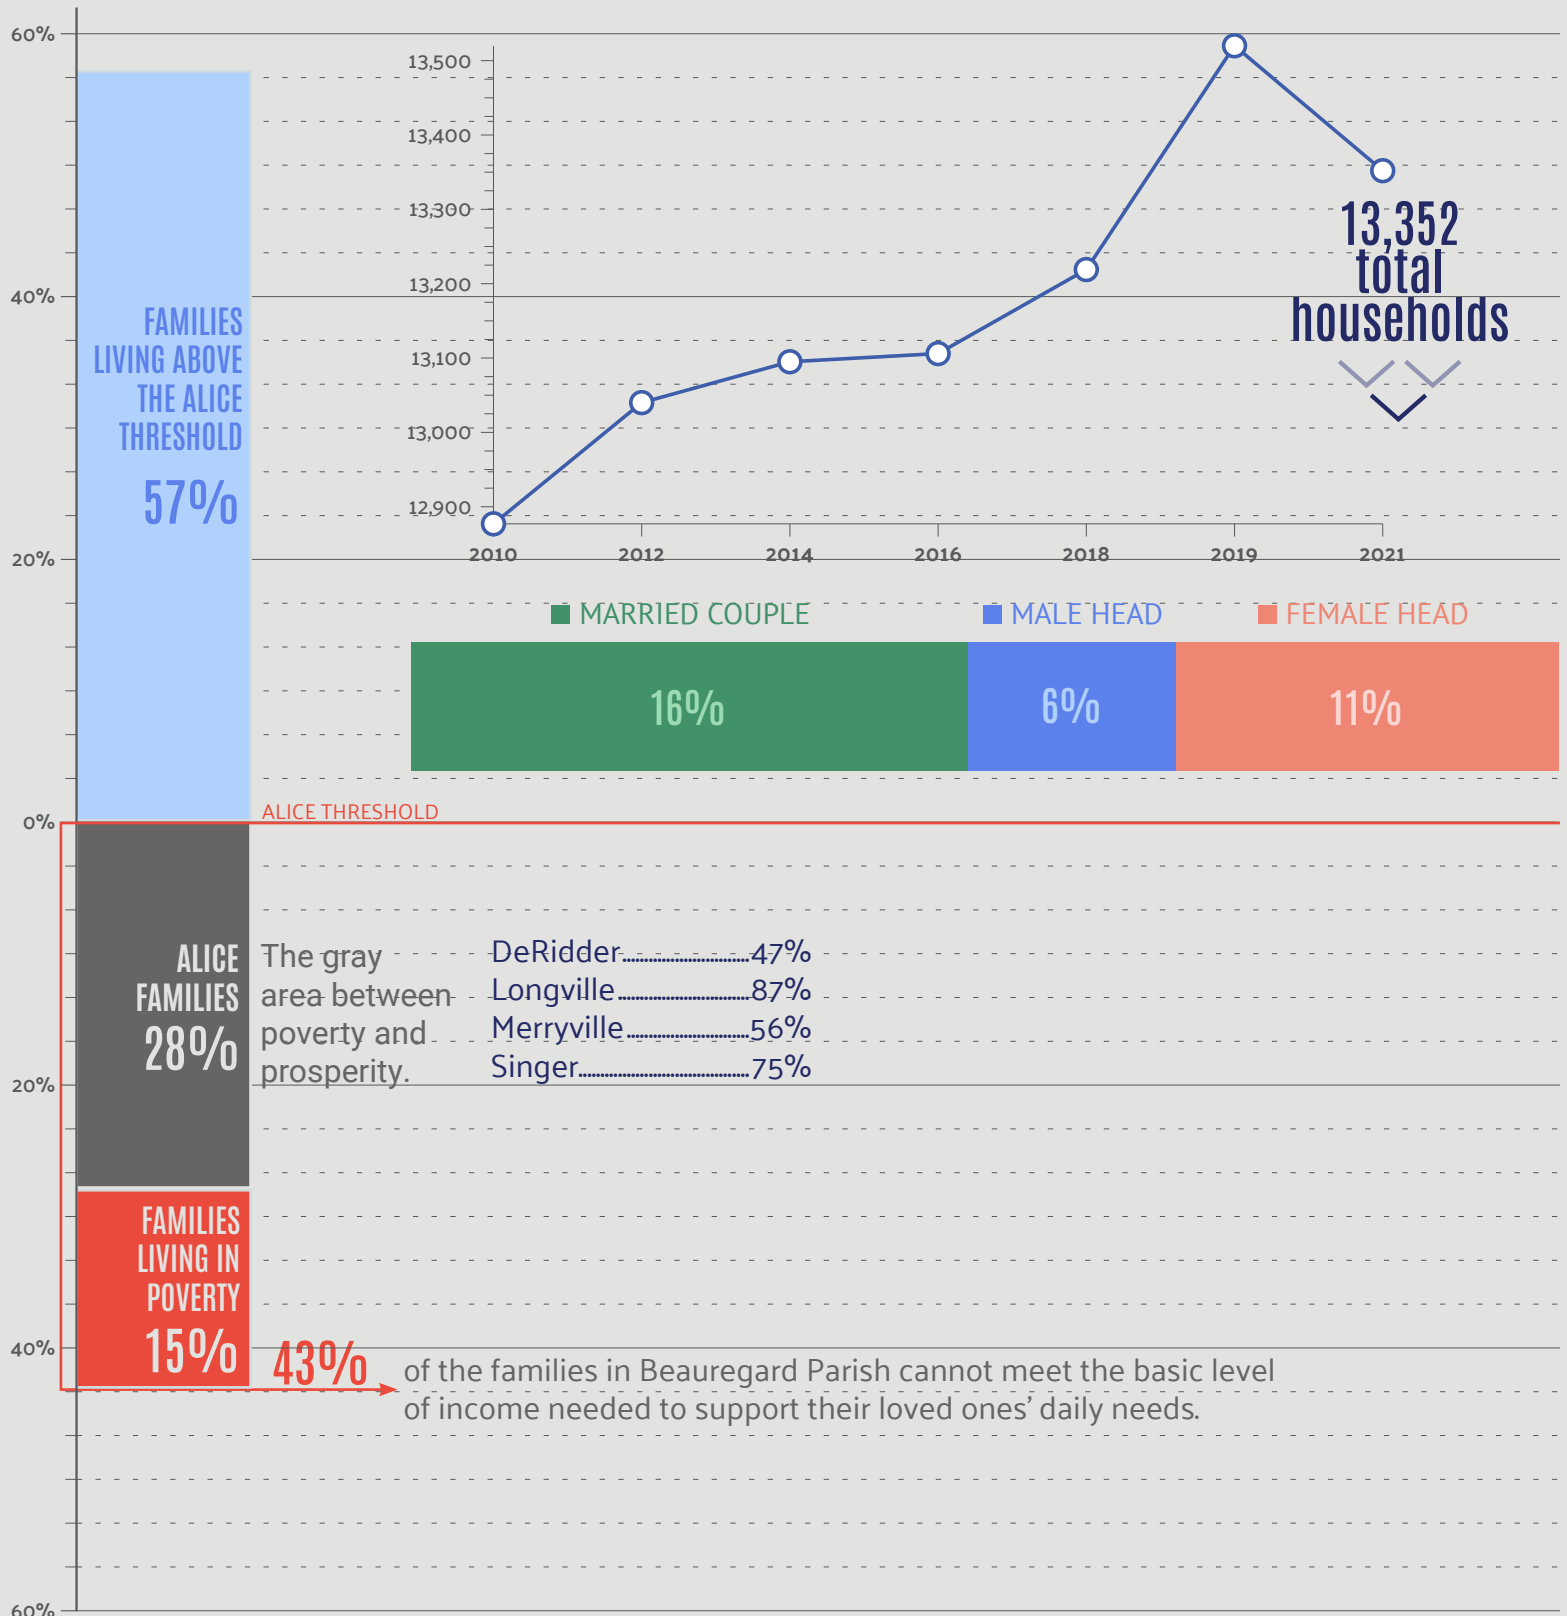 60%
40%
20%
0%
20%
40%
60%
FAMILIES
LIVING ABOVE
THE ALICE
THRESHOLD
57%
13,500
13,400
13,300
13,200
13,100
13,000
12,900
2010 2012 2014 2016 2018 2019 2021
13,352
total
households
MARRIED COUPLE MALE HEAD FEMALE HEAD
16% 6% 11%
ALICE THRESHOLD
ALICE
FAMILIES
28%
The gray
area between
poverty and
prosperity.
DeRidder.............................47%
Longville..............................87%
Merryville............................56%
Singer.......................................75%
FAMILIES
LIVING IN
POVERTY
15%
43%
of the families in Beauregard Parish cannot meet the basic level
of income needed to support their loved ones’ daily needs.